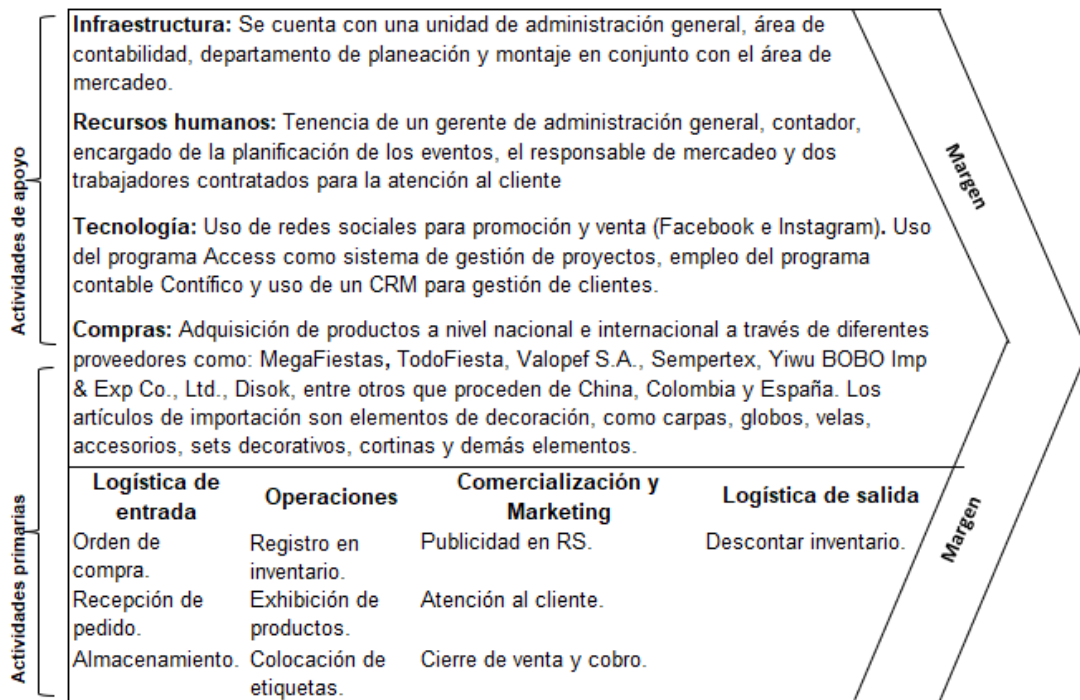 Infraestructura: Se cuenta con una unidad de administración general, área de
contabilidad, departamento de planeación y montaje en conjunto con el área de
mercadeo.
Recursos humanos: Tenencia de un gerente de administración general, contador,
encargado de la planificación de los eventos, el responsable de mercadeo y dos
trabajadores contratados para la atención al cliente
Tecnología: Uso de redes sociales para promoción y venta (Facebook e Instagram). Uso
del programa Access como sistema de gestión de proyectos, empleo del programa
contable Contífico y uso de un CRM para gestión de clientes.
Compras: Adquisición de productos a nivel nacional e internacional a través de diferentes
proveedores como: MegaFiestas, TodoFiesta, Valopef S.A., Sempertex, Yiwu BOBO Imp
& Exp Co., Ltd., Disok, entre otros que proceden de China, Colombia y España. Los
artículos de importación son elementos de decoración, como carpas, globos, velas,
accesorios, sets decorativos, cortinas y demás elementos.
Actividades de apoyo
Margen
Logística de
entrada
Operaciones
Comercialización y
Marketing
Logística de salida
Orden de
compra.
Registro en
inventario.
Publicidad en RS.
Descontar inventario.
Recepción de
pedido.
Exhibición de
productos.
Atención al cliente.
Almacenamiento.
Colocación de
etiquetas.
Cierre de venta y cobro.
Actividades primarias
Margen